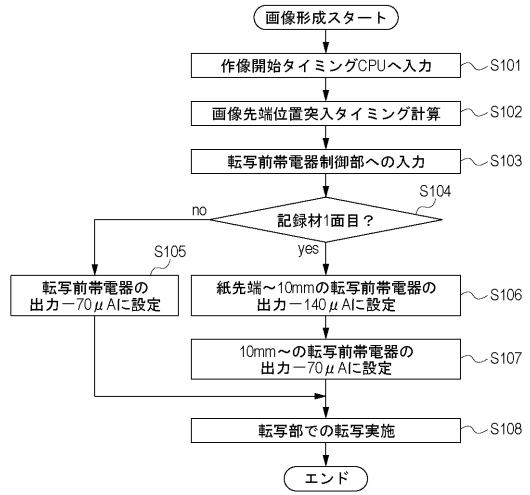 画像形成スタート
作像開始タイミングCPUへ入力
S101
画像先端位置突入タイミング計算
S102
転写前帯電器制御部への入力
S103
S104
記録材1面目?
no
yes
S105
転写前帯電器の
出力－70μAに設定
紙先端～10mmの転写前帯電器の
出力－140μAに設定
S106
10mm～の転写前帯電器の
出力－70μAに設定
S107
転写部での転写実施
S108
エンド